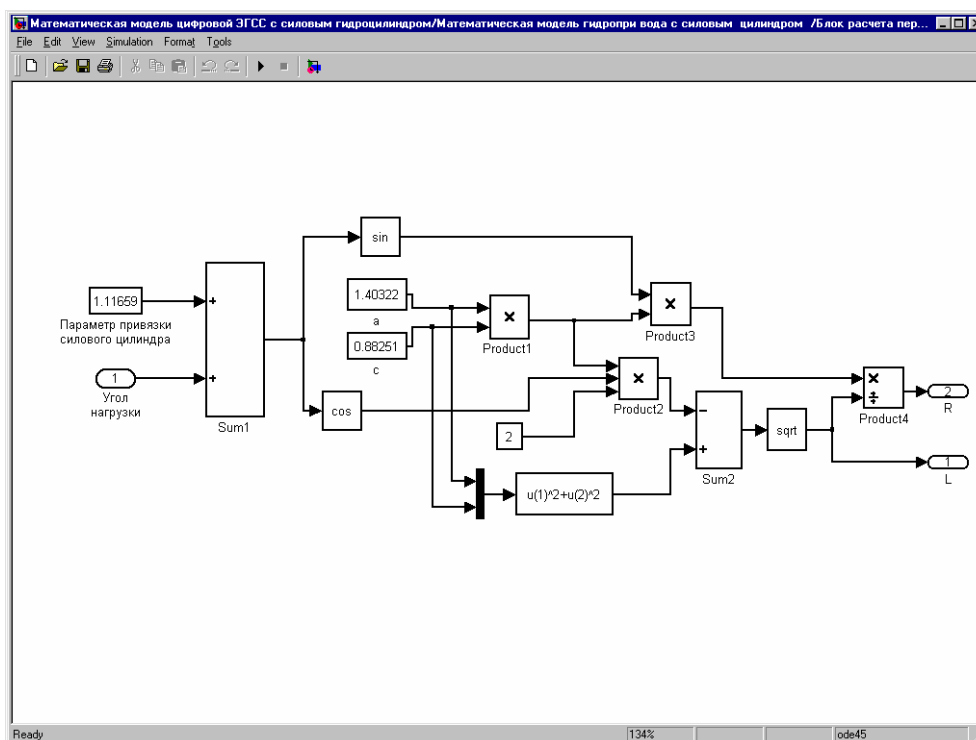 Математическая модель цифровой ЭГСС с силовым гидроцилиндром/Математическая модель гидропри вода с силовым цилиндром /Блок расчета пер...
File Edit View Simulation Format Tools
sin
1.11659
Параметр привязки
силового цилиндра
1.40322
a
0.88251
c
Product1
Product3
1
Угол
нагрузки
Sum1
cos
Product2
2
u(1)^2+u(2)^2
Sum2
sqrt
Product4
2
R
1
L
Ready 134% ode45